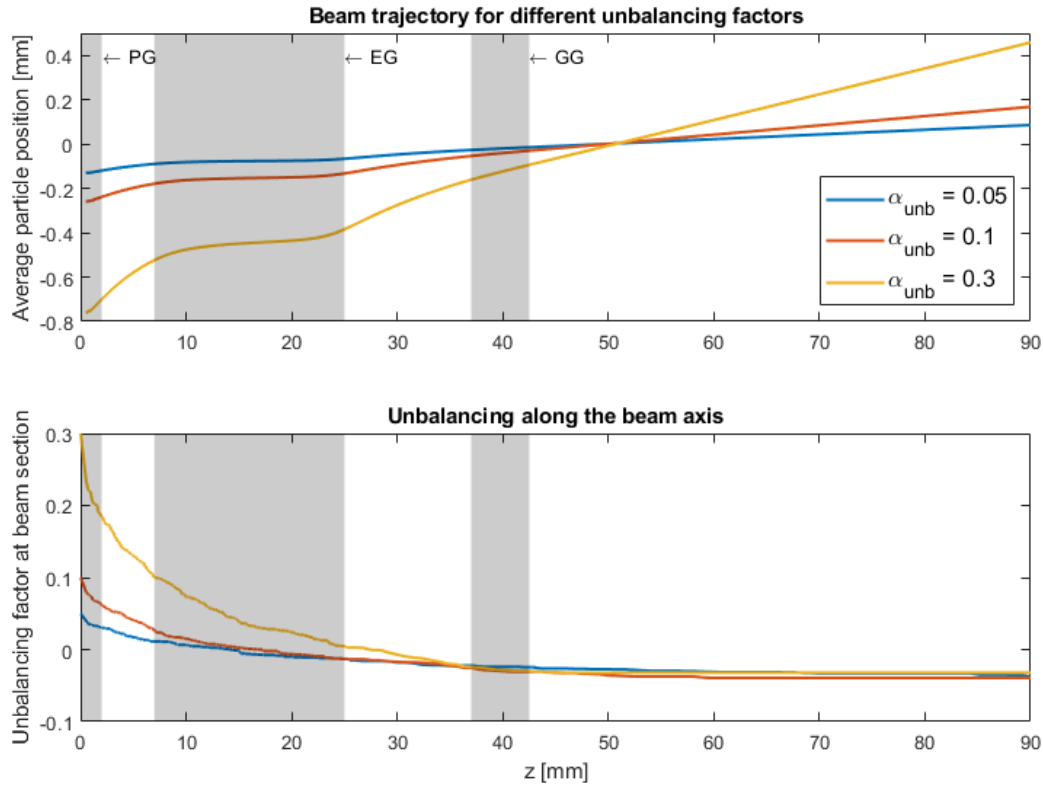 Beam trajectory for different unbalancing factors
Average particle position [mm]
0.4
0.2
0
-0.2
-0.4
-0.6
-0.8
← PG
← EG
← GG
α_unb = 0.05
α_unb = 0.1
α_unb = 0.3
0 10 20 30 40 50 60 70 80 90
Unbalancing along the beam axis
Unbalancing factor at beam section
0.3
0.2
0.1
0
-0.1
0 10 20 30 40 50 60 70 80 90
z [mm]